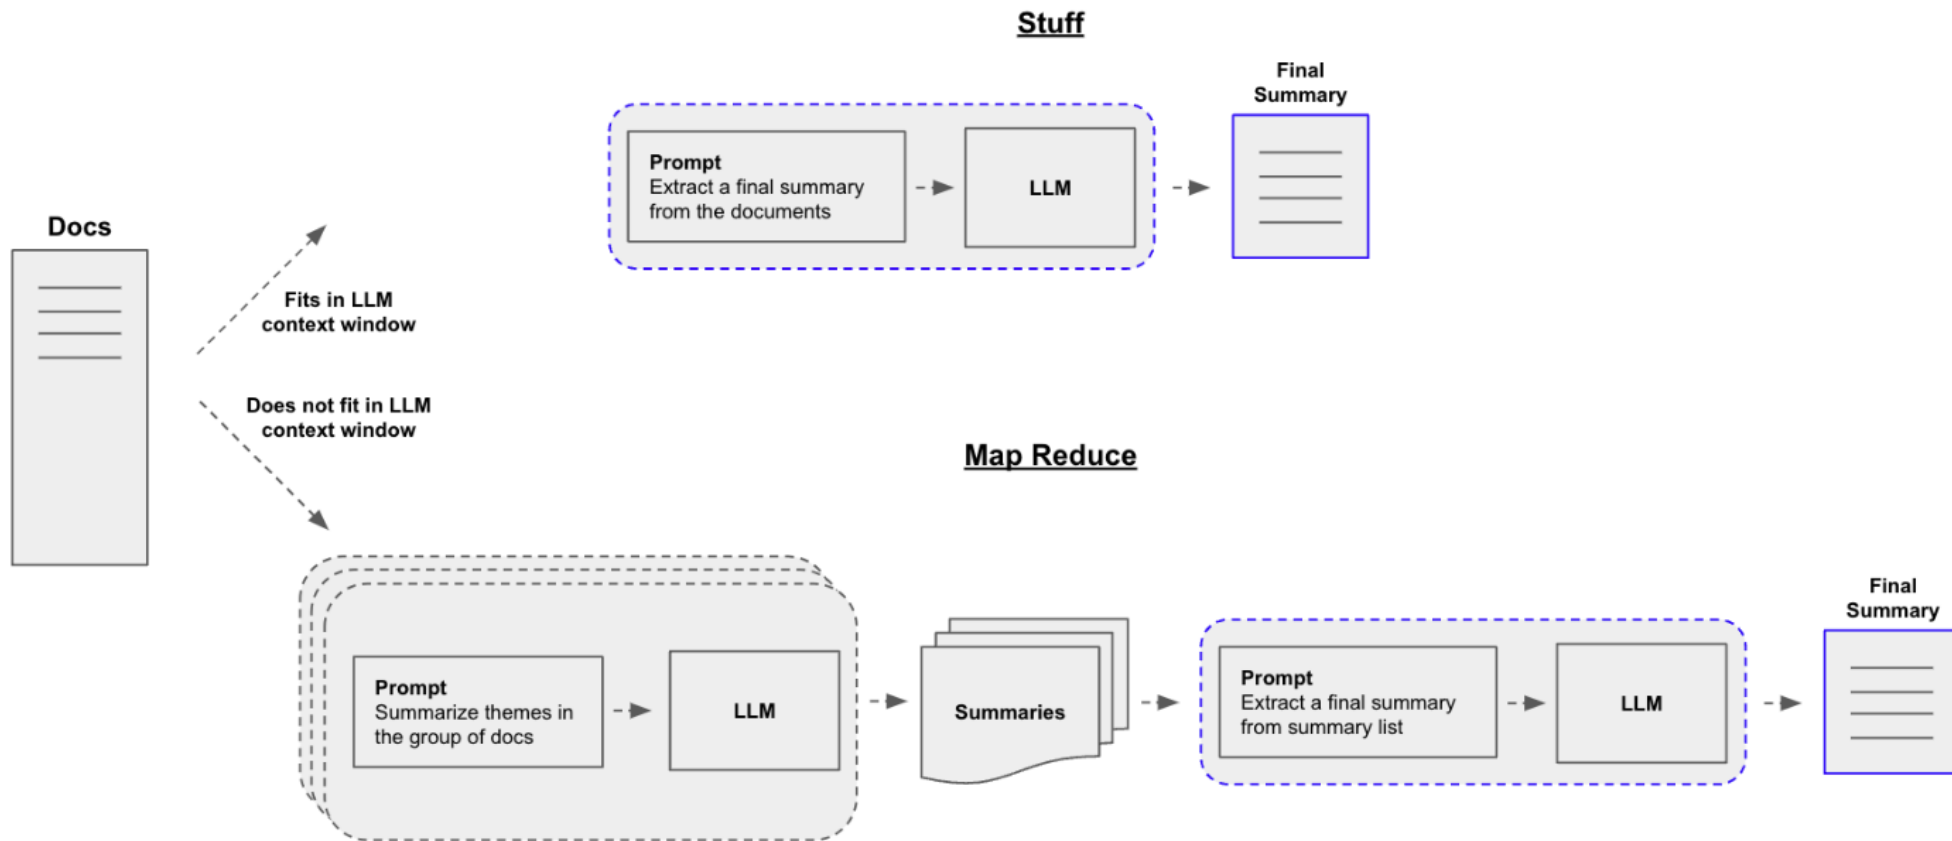 Stuff
Final
Summary
Prompt
Extract a final summary
from the documents
LLM
Docs
Fits in LLM
context window
Does not fit in LLM
context window
Map Reduce
Prompt
Summarize themes in
the group of docs
LLM
Summaries
Prompt
Extract a final summary
from summary list
LLM
Final
Summary